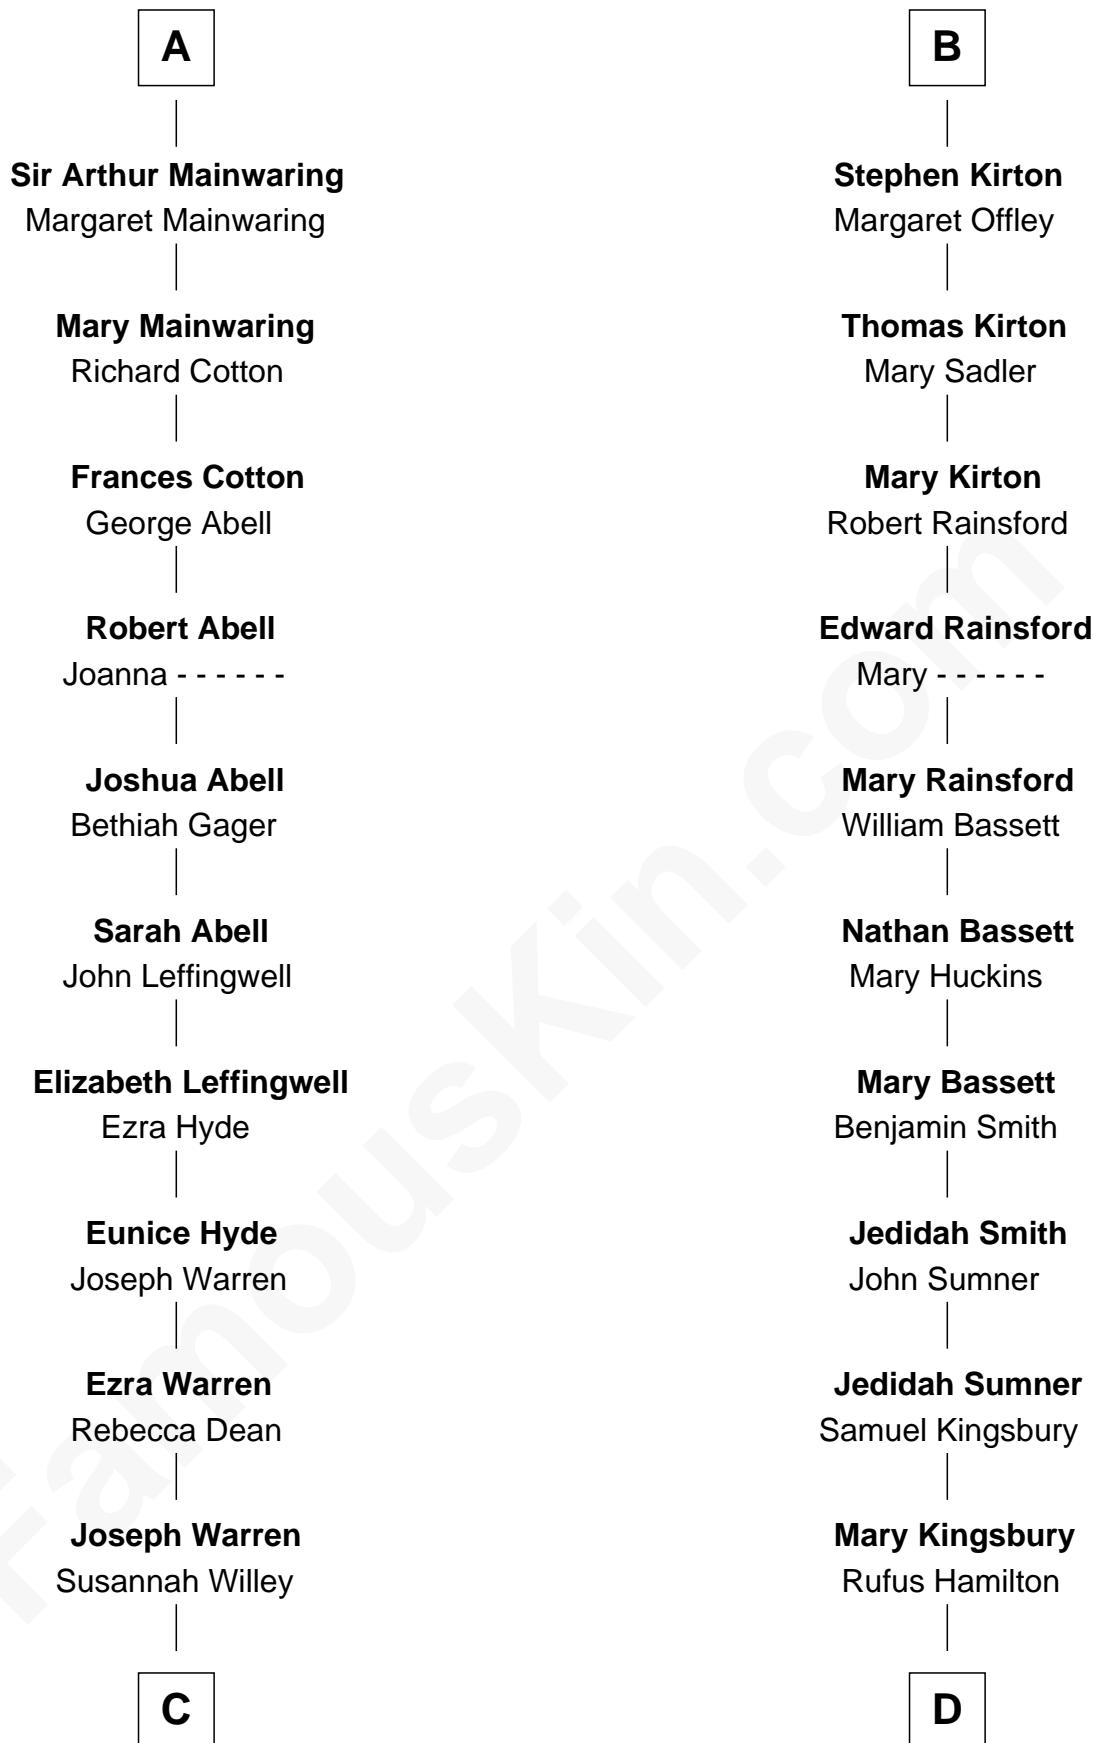 A
Sir Arthur Mainwaring
Margaret Mainwaring
Mary Mainwaring
Richard Cotton
Frances Cotton
George Abell
Robert Abell
Joanna - - - - - -
Joshua Abell
Bethiah Gager
Sarah Abell
John Leffingwell
Elizabeth Leffingwell
Ezra Hyde
Eunice Hyde
Joseph Warren
Ezra Warren
Rebecca Dean
Joseph Warren
Susannah Willey
C
B
Stephen Kirton
Margaret Offley
Thomas Kirton
Mary Sadler
Mary Kirton
Robert Rainsford
Edward Rainsford
Mary - - - - - -
Mary Rainsford
William Bassett
Nathan Bassett
Mary Huckins
Mary Bassett
Benjamin Smith
Jedidah Smith
John Sumner
Jedidah Sumner
Samuel Kingsbury
Mary Kingsbury
Rufus Hamilton
D
FamousKin.com